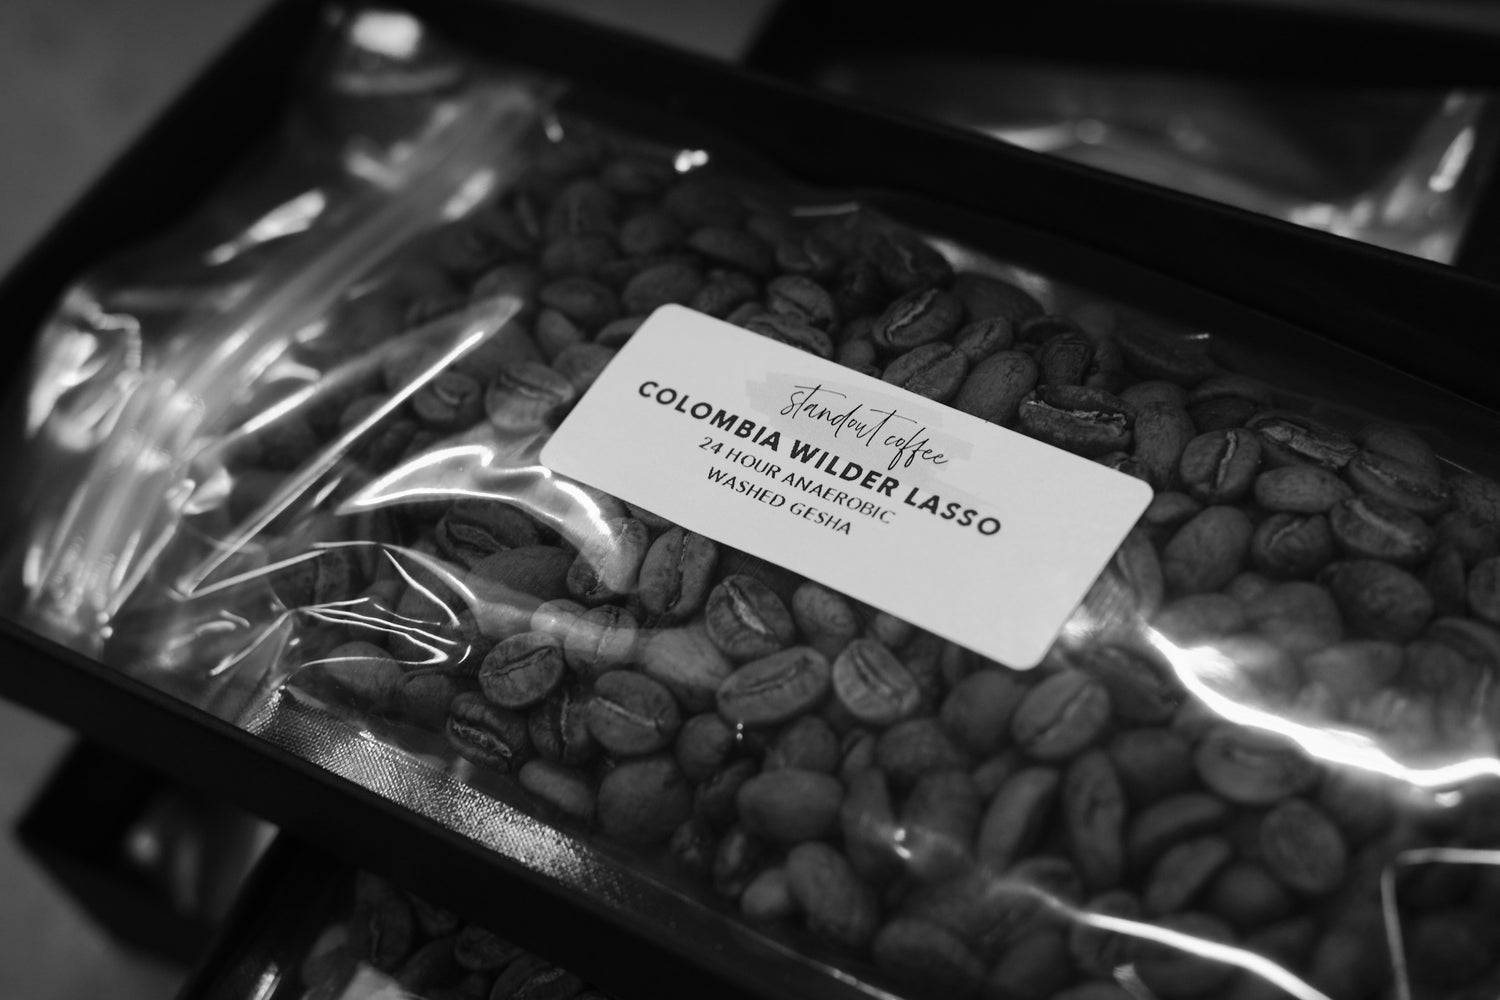 standout coffee
COLOMBIA WILDER LASSO
24 HOUR ANAEROBIC
WASHED GESHA